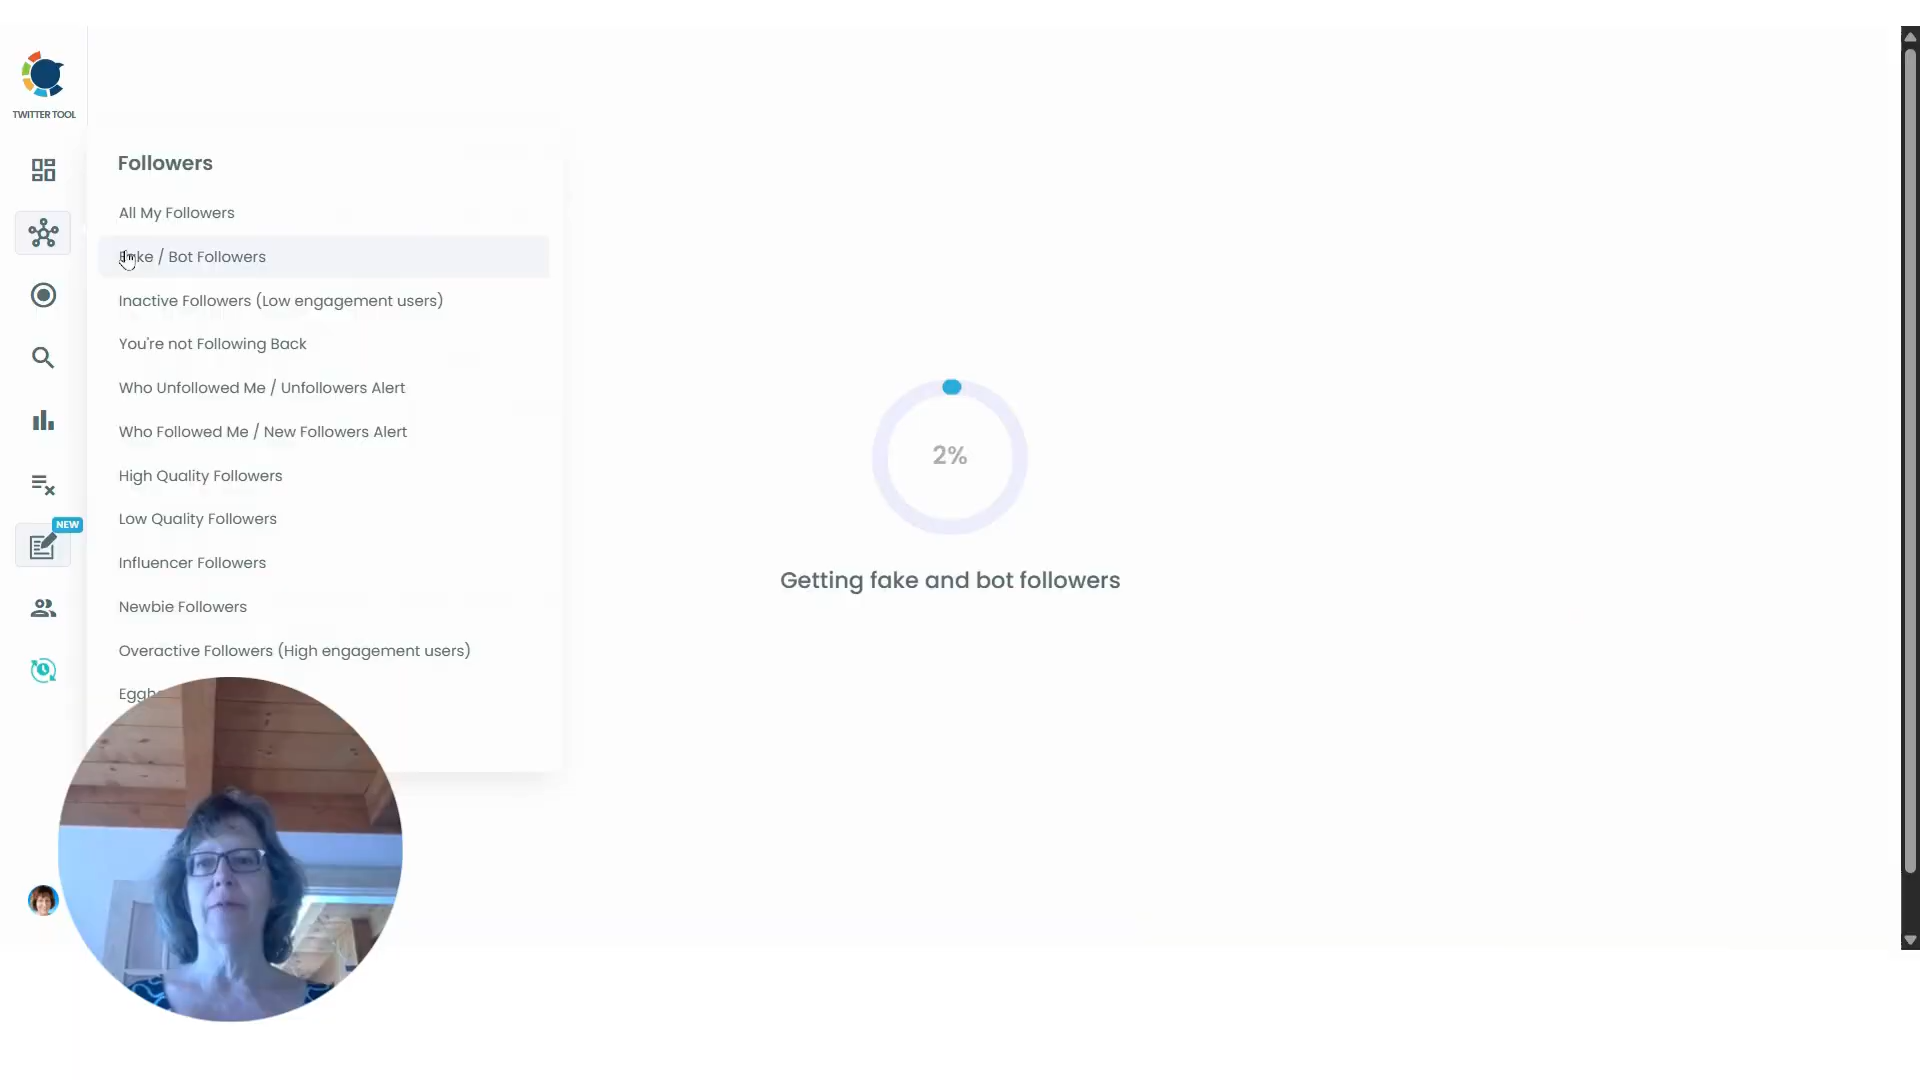 TWITTER TOOL
Followers
All My Followers
/ Bot Followers
Inactive Followers (Low engagement users)
You're not Following Back
Who Unfollowed Me / Unfollowers Alert
Who Followed Me / New Followers Alert
High Quality Followers
Low Quality Followers
NEW
Influencer Followers
Newbie Followers
Overactive Followers (High engagement users)
2%
Getting fake and bot followers